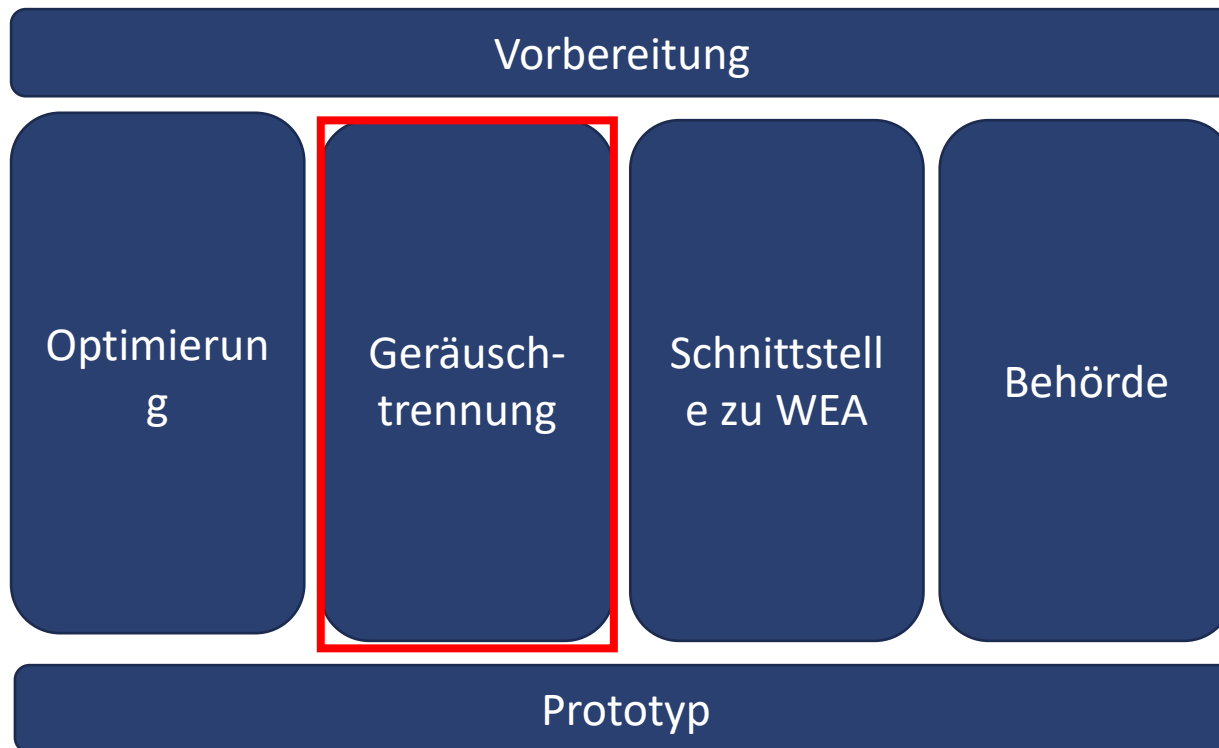 Vorbereitung
Optimierun
g
Geräusch-
trennung
Schnittstell
e zu WEA
Behörde
Prototyp